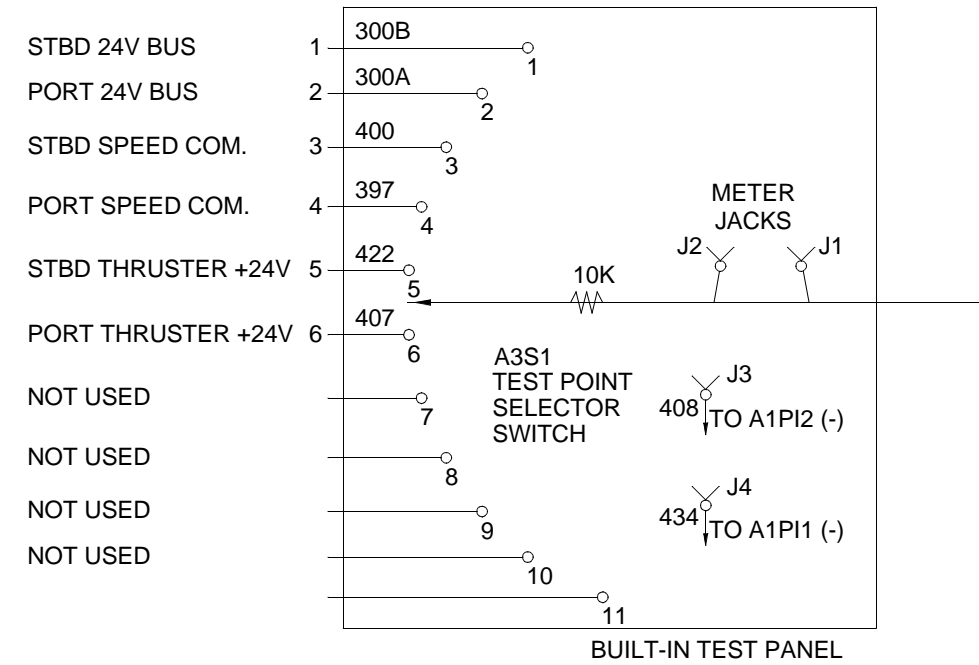 STBD 24V BUS 1 300B 1
PORT 24V BUS 2 300A 2
STBD SPEED COM. 3 400 3
PORT SPEED COM. 4 397 4
STBD THRUSTER +24V 5 422 5
PORT THRUSTER +24V 6 407 6
NOT USED 7
NOT USED 8
NOT USED 9
NOT USED 10
11
METER
JACKS
J2 J1
10K
A3S1
TEST POINT
SELECTOR
SWITCH
J3
408 TO A1PI2 (-)
J4
434 TO A1PI1 (-)
BUILT-IN TEST PANEL